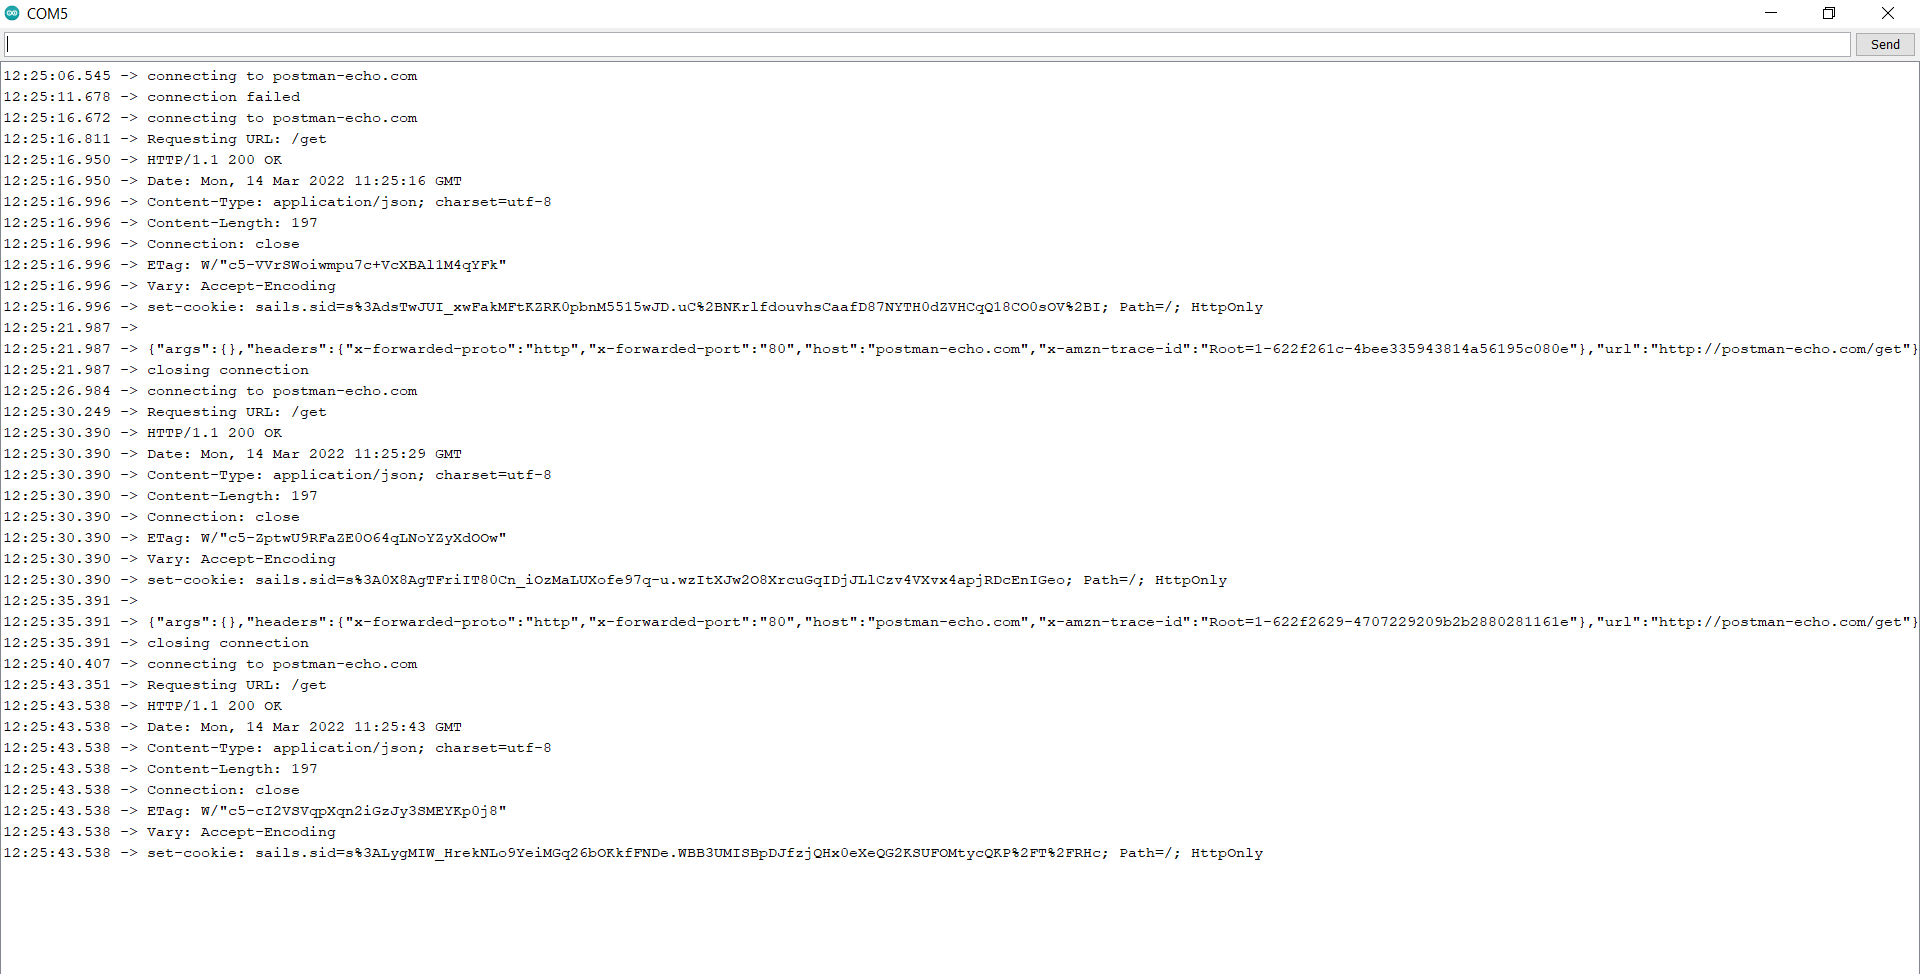 COM5
Send
12:25:06.545 -> connecting to postman-echo.com
12:25:11.678 -> connection failed
12:25:16.672 -> connecting to postman-echo.com
12:25:16.811 -> Requesting URL: /get
12:25:16.950 -> HTTP/1.1 200 OK
12:25:16.950 -> Date: Mon, 14 Mar 2022 11:25:16 GMT
12:25:16.996 -> Content-Type: application/json; charset=utf-8
12:25:16.996 -> Content-Length: 197
12:25:16.996 -> Connection: close
12:25:16.996 -> ETag: W/"c5-VVrSWoiwmpu7c+VcXBAl1M4qYFk"
12:25:16.996 -> Vary: Accept-Encoding
12:25:16.996 -> set-cookie: sails.sid=s%3AdsTwJUI_xwFakMFtKZRK0pbnM5515wJD.uC%2BNKrlfdouvhsCaafD87NYTH0dZVHCqQ18CO0sOV%2BI; Path=/; HttpOnly
12:25:21.987 ->
12:25:21.987 -> {"args":{},"headers":{"x-forwarded-proto":"http","x-forwarded-port":"80","host":"postman-echo.com","x-amzn-trace-id":"Root=1-622f261c-4bee335943814a56195c080e"},"url":"http://postman-echo.com/get"}
12:25:21.987 -> closing connection
12:25:26.984 -> connecting to postman-echo.com
12:25:30.249 -> Requesting URL: /get
12:25:30.390 -> HTTP/1.1 200 OK
12:25:30.390 -> Date: Mon, 14 Mar 2022 11:25:29 GMT
12:25:30.390 -> Content-Type: application/json; charset=utf-8
12:25:30.390 -> Content-Length: 197
12:25:30.390 -> Connection: close
12:25:30.390 -> ETag: W/"c5-ZptwU9RFaZE0O64qLNoYZyXdOOw"
12:25:30.390 -> Vary: Accept-Encoding
12:25:30.390 -> set-cookie: sails.sid=s%3A0X8AgTFriIT80Cn_iOzMaLUXofe97q-u.wzItXJw2O8XrcuGqIDjJLlCzv4VXvx4apjRDcEnIGeo; Path=/; HttpOnly
12:25:35.391 ->
12:25:35.391 -> {"args":{},"headers":{"x-forwarded-proto":"http","x-forwarded-port":"80","host":"postman-echo.com","x-amzn-trace-id":"Root=1-622f2629-4707229209b2b2880281161e"},"url":"http://postman-echo.com/get"}
12:25:35.391 -> closing connection
12:25:40.407 -> connecting to postman-echo.com
12:25:43.351 -> Requesting URL: /get
12:25:43.538 -> HTTP/1.1 200 OK
12:25:43.538 -> Date: Mon, 14 Mar 2022 11:25:43 GMT
12:25:43.538 -> Content-Type: application/json; charset=utf-8
12:25:43.538 -> Content-Length: 197
12:25:43.538 -> Connection: close
12:25:43.538 -> ETag: W/"c5-cI2VSVqpXqn2iGzJy3SMEYKp0j8"
12:25:43.538 -> Vary: Accept-Encoding
12:25:43.538 -> set-cookie: sails.sid=s%3ALygMIW_HrekNLo9YeiMGq26bOKkfFNDe.WBB3UMISBpDJfzjQHx0eXeQG2KSUFOMtycQKP%2FT%2FRHc; Path=/; HttpOnly